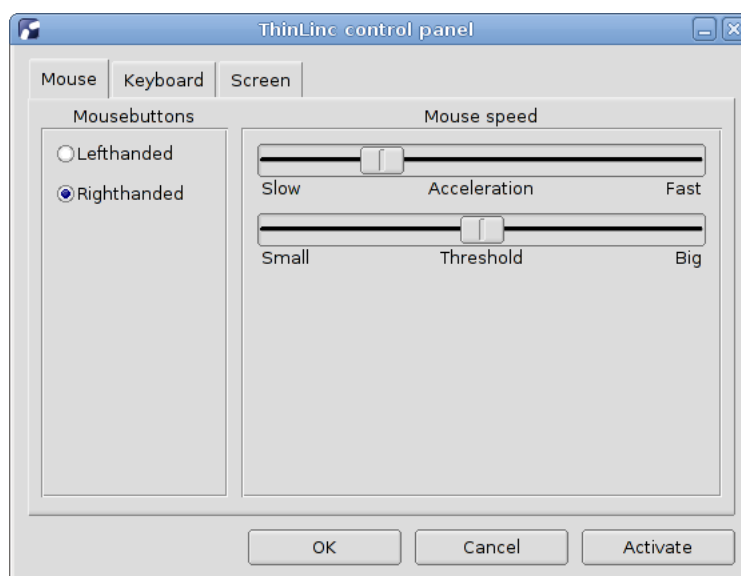 ThinLinc control panel
Mouse Keyboard Screen
Mousebuttons
Lefthanded
Righthanded
Mouse speed
Slow Acceleration Fast
Small Threshold Big
OK Cancel Activate